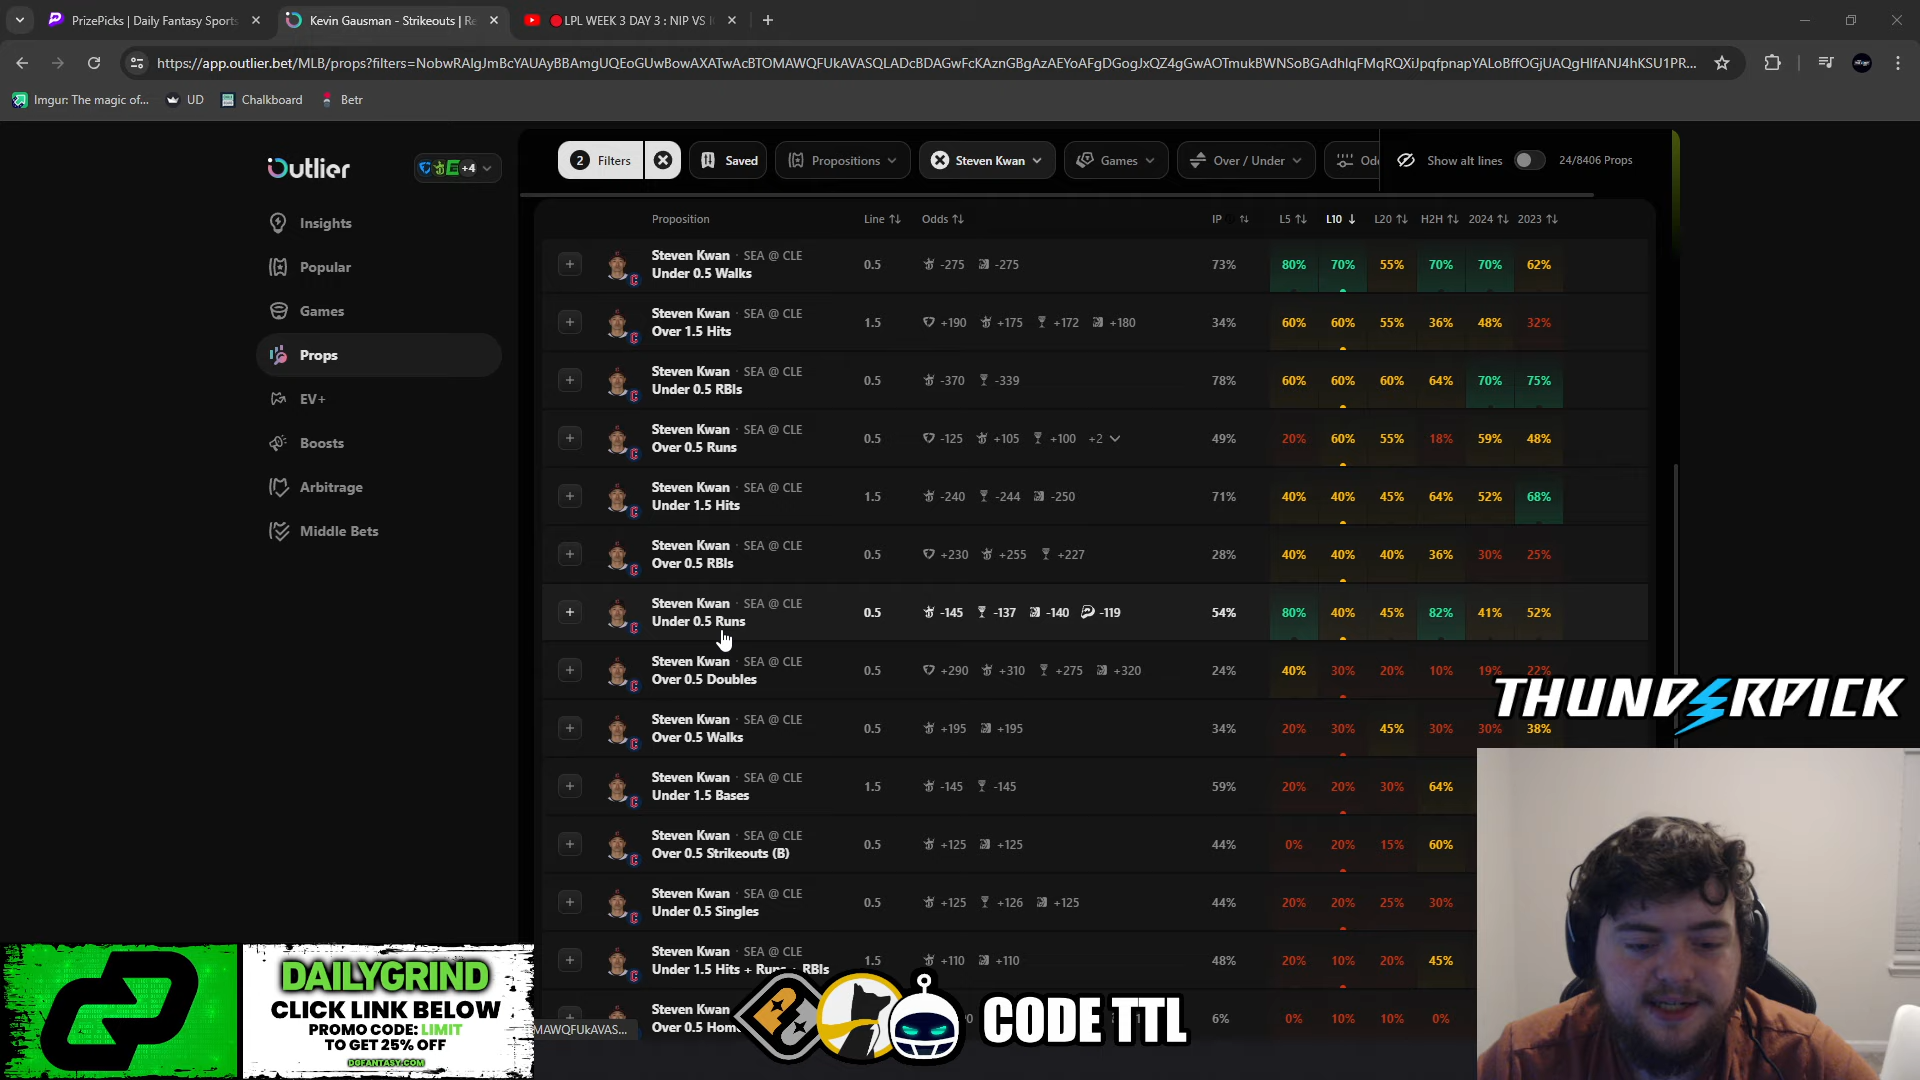 PrizePicks | Daily Fantasy Sports
Kevin Gausman - Strikeouts | Re
LPL WEEK 3 DAY 3 : NIP VS
Imgur: The magic of...
UD
Chalkboard
Betr
Outlier
+4
2 Filters
Saved
Propositions
Steven Kwan
Games
Over / Under
Show alt lines
24/8406 Props
Insights
Popular
Games
Props
EV+
Boosts
Arbitrage
Middle Bets
Proposition Line Odds IP L5 L10 L20 H2H 2024 2023
Steven Kwan · SEA @ CLE
Under 0.5 Walks 0.5 -275 -275 73% 80% 70% 55% 70% 70% 62%
Steven Kwan · SEA @ CLE
Over 1.5 Hits 1.5 +190 +175 +172 +180 34% 60% 60% 55% 36% 48% 32%
Steven Kwan · SEA @ CLE
Under 0.5 RBIs 0.5 -370 -339 78% 60% 60% 60% 64% 70% 75%
Steven Kwan · SEA @ CLE
Over 0.5 Runs 0.5 -125 +105 +100 +2 49% 20% 60% 55% 18% 59% 48%
Steven Kwan · SEA @ CLE
Under 1.5 Hits 1.5 -240 -244 -250 71% 40% 40% 45% 64% 52% 68%
Steven Kwan · SEA @ CLE
Over 0.5 RBIs 0.5 +230 +255 +227 28% 40% 40% 40% 36% 30% 25%
Steven Kwan · SEA @ CLE
Under 0.5 Runs 0.5 -145 -137 -140 -119 54% 80% 40% 45% 82% 41% 52%
Steven Kwan · SEA @ CLE
Over 0.5 Doubles 0.5 +290 +310 +275 +320 24% 40% 30% 20% 10% 19% 22%
Steven Kwan · SEA @ CLE
Over 0.5 Walks 0.5 +195 +195 34% 20% 30% 45% 30% 30% 38%
Steven Kwan · SEA @ CLE
Under 1.5 Bases 1.5 -145 -145 59% 20% 20% 30% 64%
Steven Kwan · SEA @ CLE
Over 0.5 Strikeouts (B) 0.5 +125 +125 44% 0% 20% 15% 60%
Steven Kwan · SEA @ CLE
Under 0.5 Singles 0.5 +125 +126 +125 44% 20% 20% 25% 30%
Steven Kwan · SEA @ CLE
Under 1.5 Hits + Runs + RBIs 1.5 +110 +110 48% 20% 10% 20% 45%
Steven Kwan
Over 0.5 Hom 6% 0% 10% 10% 0%
THUNDERPICK
DAILYGRIND
CLICK LINK BELOW
PROMO CODE: LIMIT
TO GET 25% OFF
DGFANTASY.COM
MAWQFUkAVAS...
CODE TTL